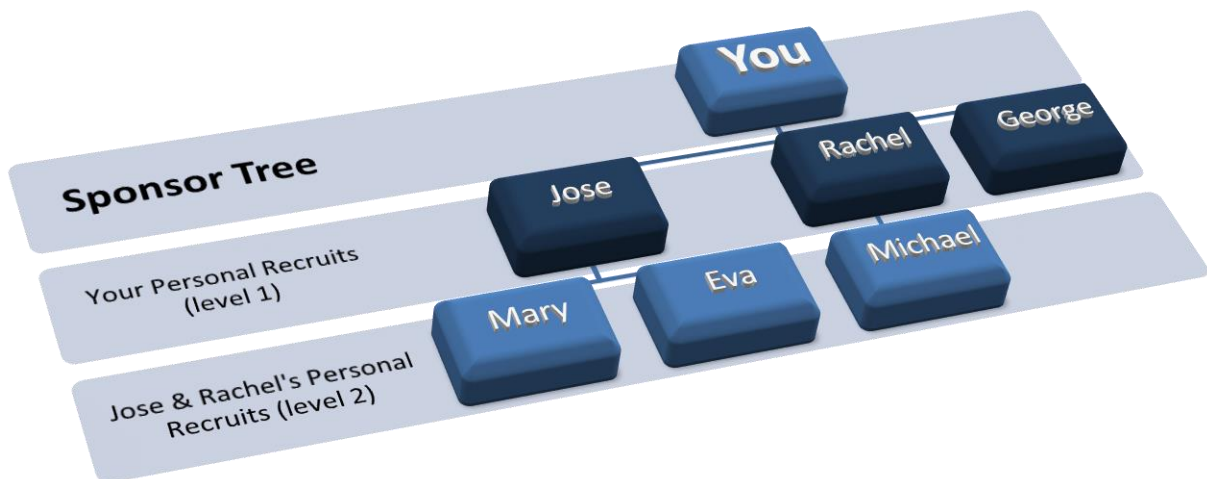 You
Sponsor Tree
Jose
Rachel
George
Your Personal Recruits
(level 1)
Mary
Eva
Michael
Jose & Rachel's Personal
Recruits (level 2)